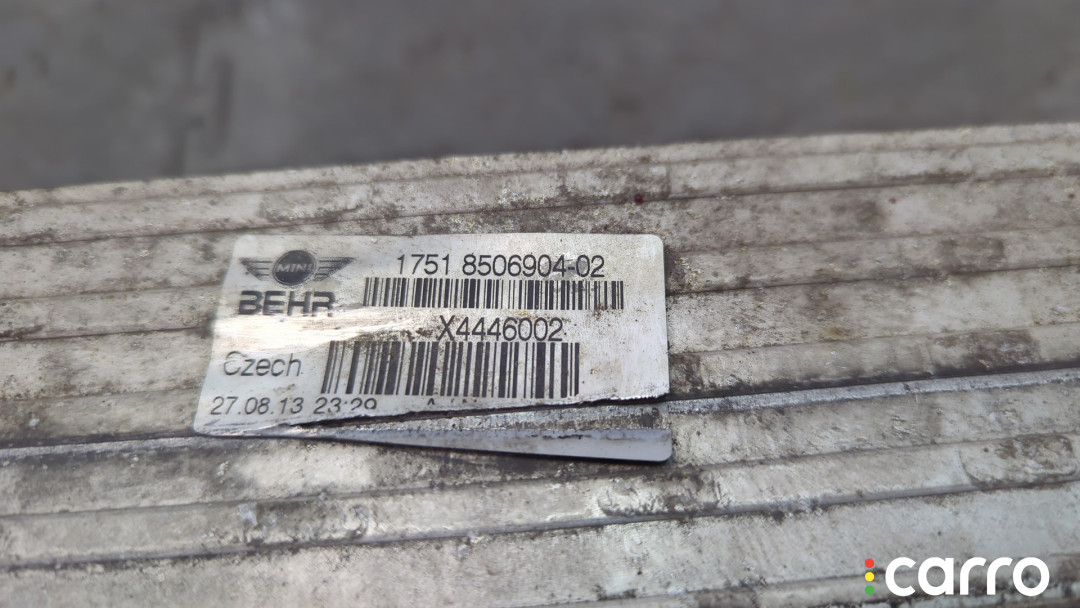 MINI
1751 8506904-02
BEHR
X4446002
Czech
27.08.13 23:29
carro